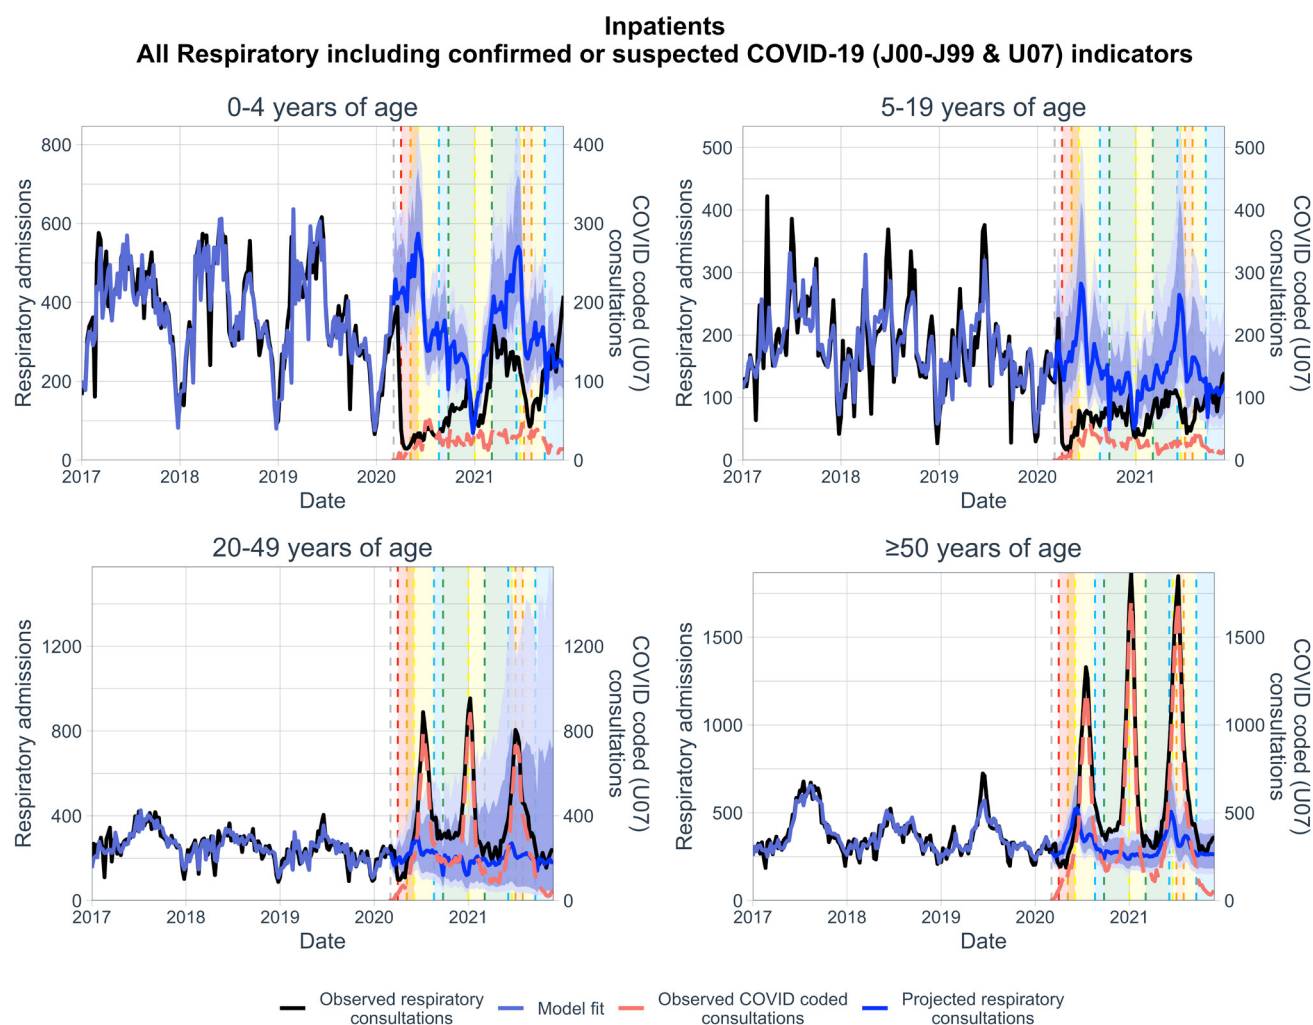 Inpatients
All Respiratory including confirmed or suspected COVID-19 (J00-J99 & U07) indicators
0-4 years of age
Respiratory admissions
800
600
400
200
0
400
300
200
100
0
COVID coded (U07)
consultations
2017 2018 2019 2020 2021
Date
5-19 years of age
Respiratory admissions
500
400
300
200
100
0
500
400
300
200
100
0
COVID coded (U07)
consultations
2017 2018 2019 2020 2021
Date
20-49 years of age
Respiratory admissions
1200
800
400
0
1200
800
400
0
COVID coded (U07)
consultations
2017 2018 2019 2020 2021
Date
≥50 years of age
Respiratory admissions
1500
1000
500
0
1500
1000
500
0
COVID coded (U07)
consultations
2017 2018 2019 2020 2021
Date
Observed respiratory
consultations
Model fit
Observed COVID coded
consultations
Projected respiratory
consultations